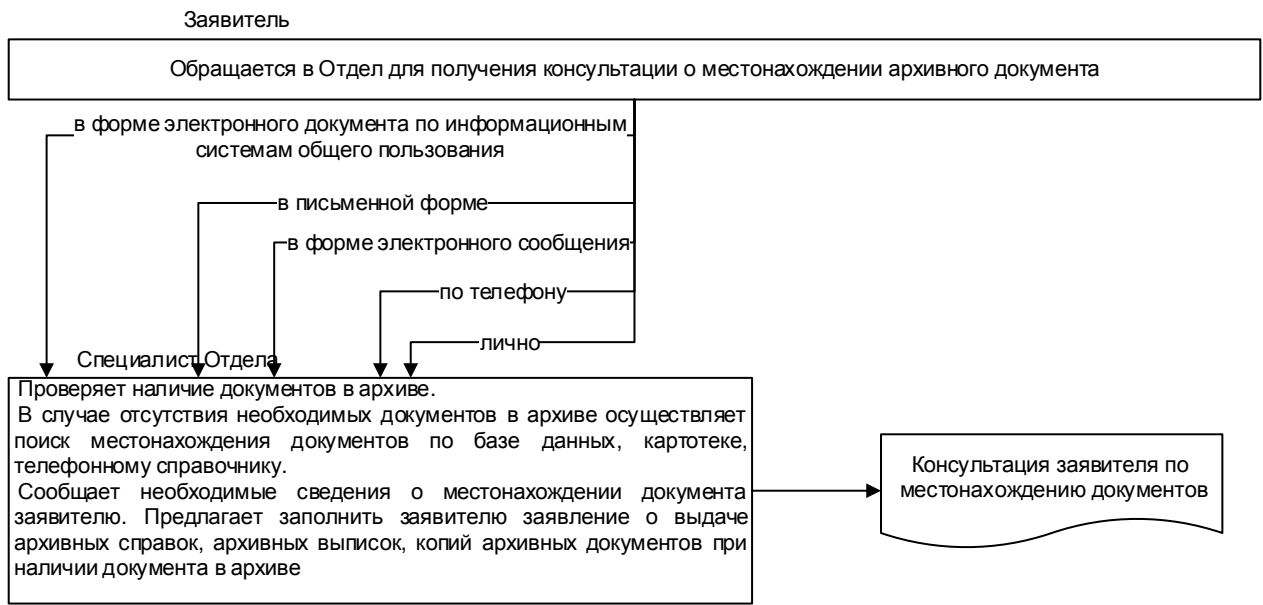 Заявитель
Обращается в Отдел для получения консультации о местонахождении архивного документа
в форме электронного документа по информационным
системам общего пользования
в письменной форме
в форме электронного сообщения
по телефону
лично
Специалист Отдела
Проверяет наличие документов в архиве.
В случае отсутствия необходимых документов в архиве осуществляет
поиск местонахождения документов по базе данных, картотеке,
телефонному справочнику.
Сообщает необходимые сведения о местонахождении документа
заявителю. Предлагает заполнить заявителю заявление о выдаче
архивных справок, архивных выписок, копий архивных документов при
наличии документа в архиве
Консультация заявителя по
местонахождению документов